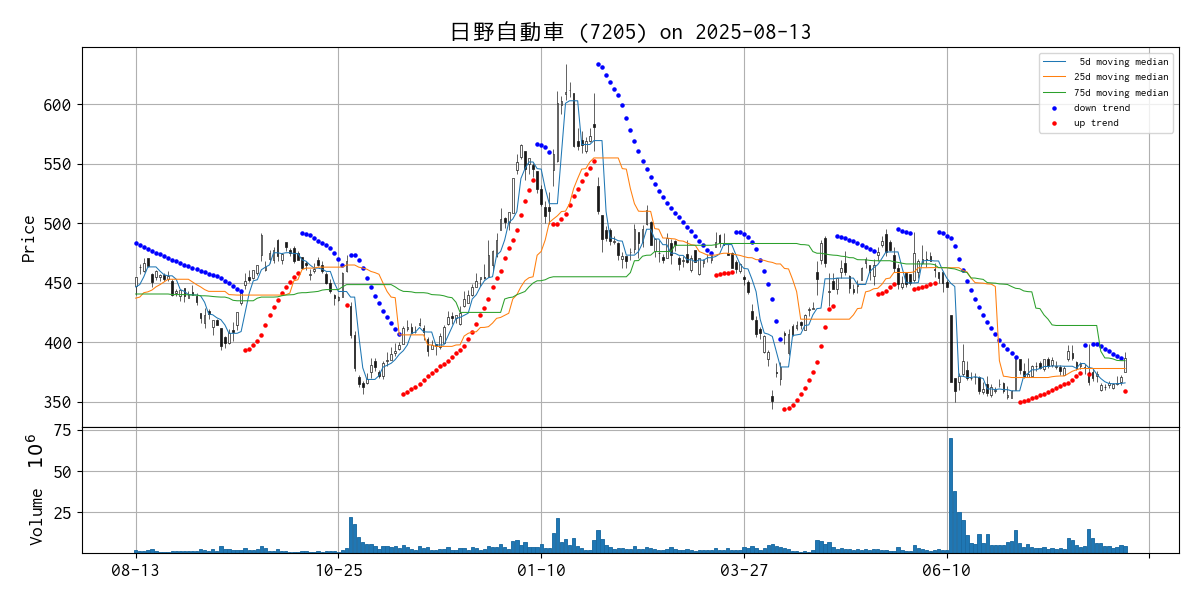 日野自動車 (7205) on 2025-08-13
5d moving median
25d moving median
75d moving median
down trend
up trend
Price
600
550
500
450
400
350
Volume 10^6
75
50
25
08-13 10-25 01-10 03-27 06-10